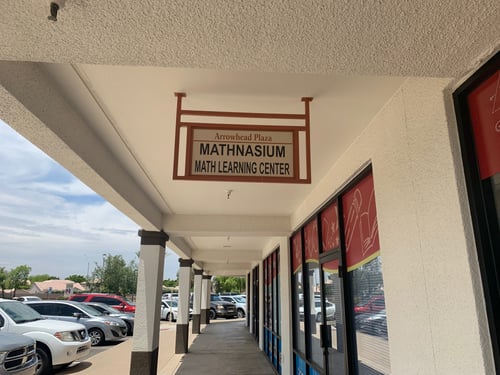 Arrowhead Plaza
MATHNASIUM
MATH LEARNING CENTER